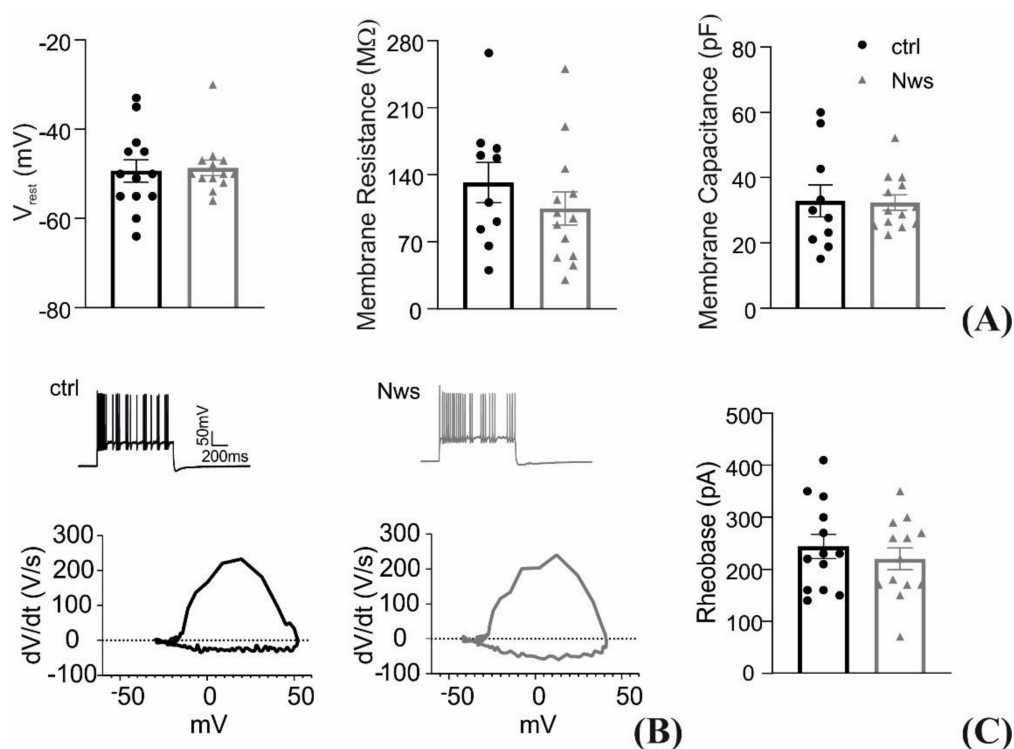 V_rest (mV)
-20
-40
-60
-80
Membrane Resistance (MΩ)
280
210
140
70
0
Membrane Capacitance (pF)
80
60
40
20
0
ctrl
Nws
(A)
ctrl
50mV
200ms
Nws
dV/dt (V/s)
300
200
100
0
-100
-50 0 50
mV
dV/dt (V/s)
300
200
100
0
-100
-50 0 50
mV
(B)
Rheobase (pA)
500
400
300
200
100
0
(C)